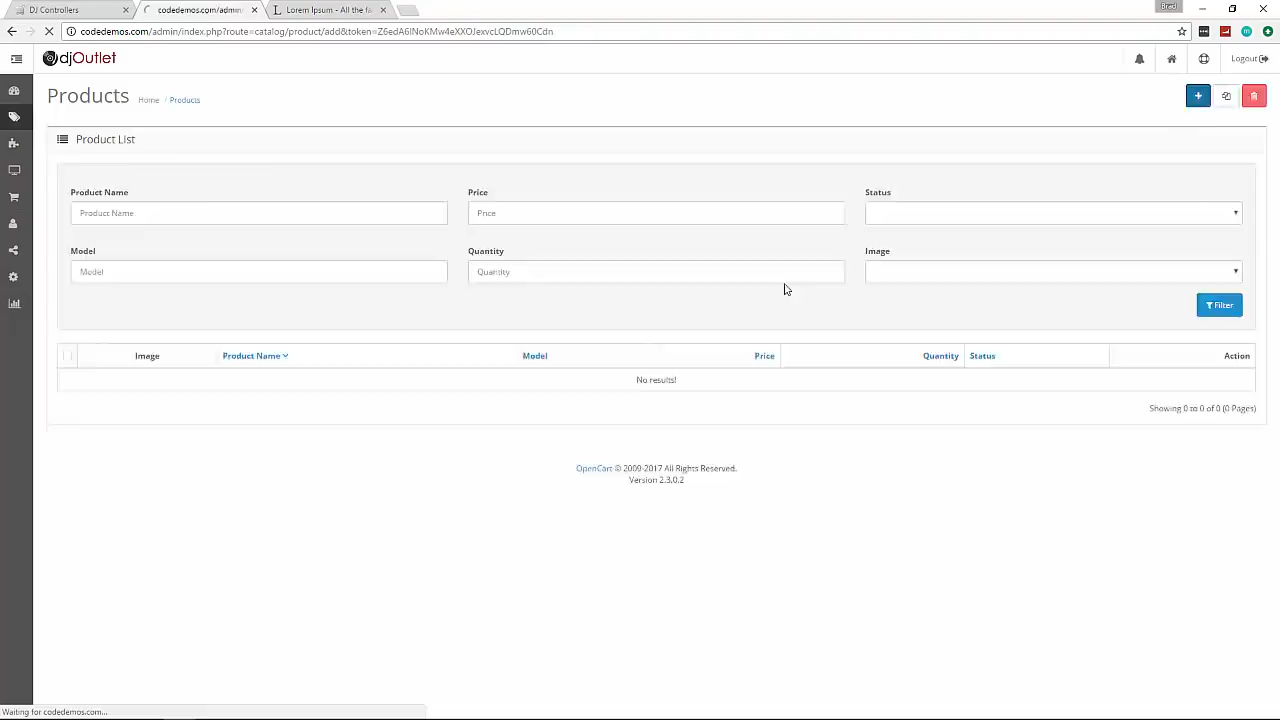 DJ Controllers
codedemos.com/admin/
Lorem Ipsum - All the fa
Bred
codedemos.com/admin/index.php?route=catalog/product/add&token=Z6edA6INoKMw4eXXOJexvcLQDmw60Cdn
djOutlet
Logout
Products
Home / Products
Product List
Product Name
Price
Status
Product Name
Price
Model
Quantity
Image
Model
Quantity
Filter
Image
Product Name
Model
Price
Quantity
Status
Action
No results!
Showing 0 to 0 of 0 (0 Pages)
OpenCart © 2009-2017 All Rights Reserved.
Version 2.3.0.2
Waiting for codedemos.com...